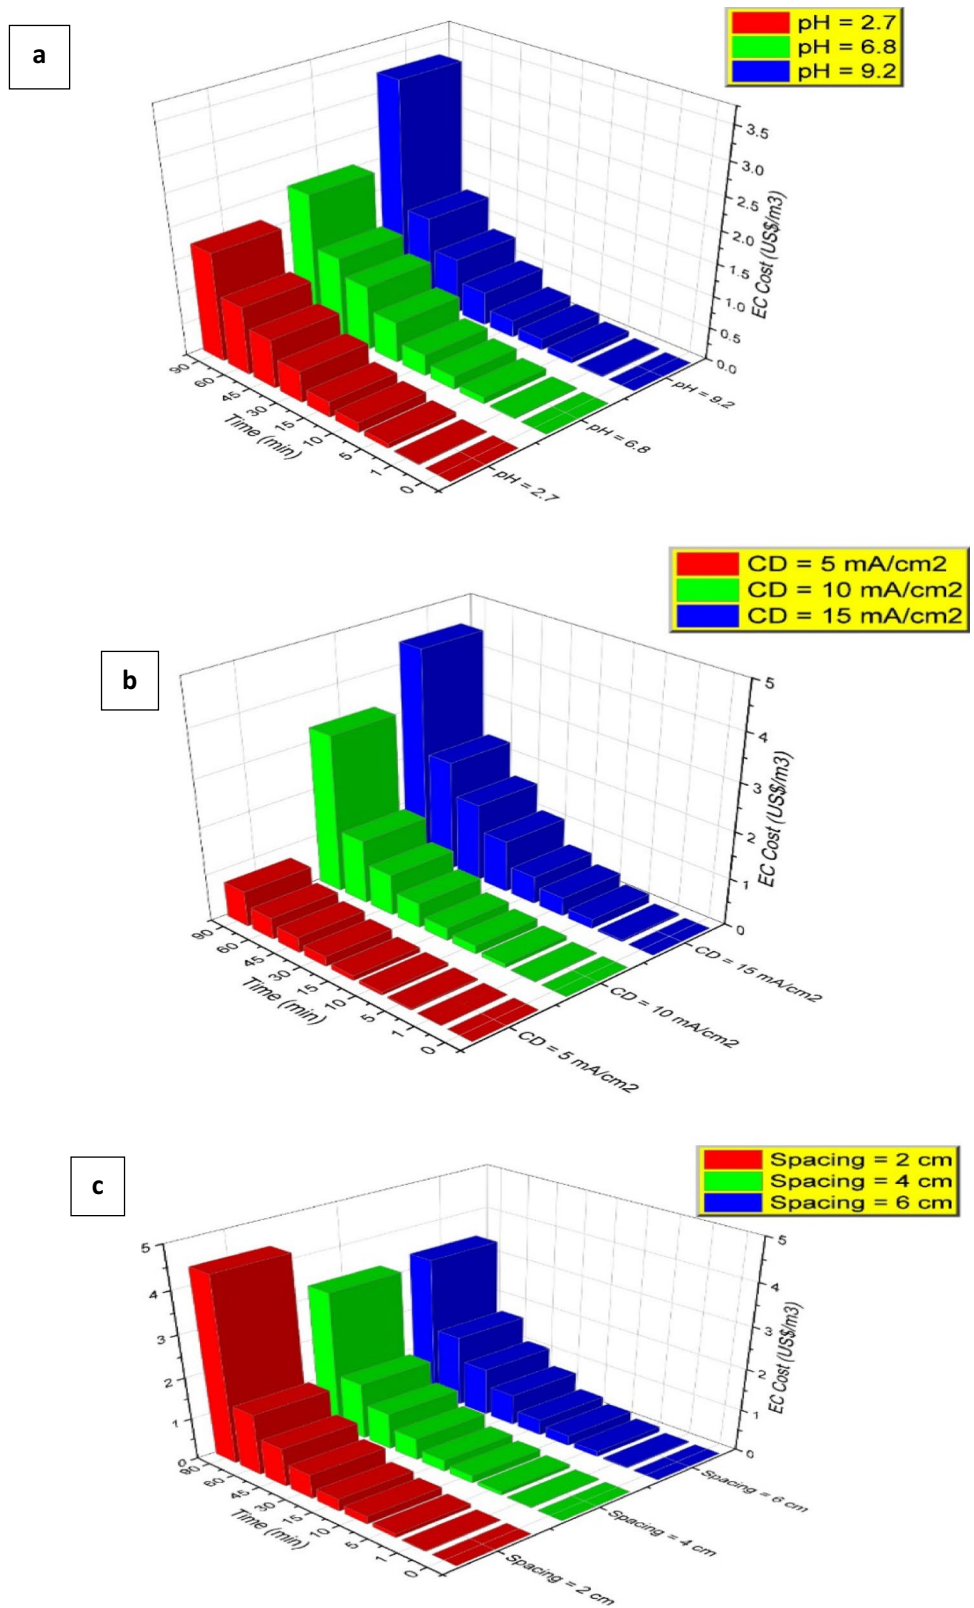 a
pH = 2.7
pH = 6.8
pH = 9.2
3.5
3.0
2.5
2.0
1.5
1.0
0.5
0.0
EC Cost (US$/m3)
90
60
45
30
15
10
5
1
0
Time (min)
pH = 9.2
pH = 6.8
pH = 2.7
b
CD = 5 mA/cm2
CD = 10 mA/cm2
CD = 15 mA/cm2
5
4
3
2
1
0
EC Cost (US$/m3)
90
60
45
30
15
10
5
1
0
Time (min)
CD = 15 mA/cm2
CD = 10 mA/cm2
CD = 5 mA/cm2
c
Spacing = 2 cm
Spacing = 4 cm
Spacing = 6 cm
5
4
3
2
1
0
5
4
3
2
1
0
EC Cost (US$/m3)
90
60
45
30
15
10
5
1
0
Time (min)
Spacing = 6 cm
Spacing = 4 cm
Spacing = 2 cm